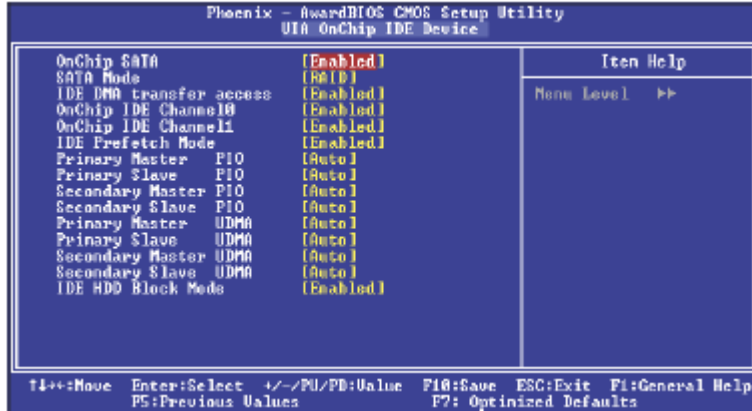 Phoenix - AwardBIOS CMOS Setup Utility
VIA OnChip IDE Device
OnChip SATA [Enabled]
SATA Mode [RAID]
IDE DMA transfer access [Enabled]
OnChip IDE Channel0 [Enabled]
OnChip IDE Channel1 [Enabled]
IDE Prefetch Mode [Enabled]
Primary Master PIO [Auto]
Primary Slave PIO [Auto]
Secondary Master PIO [Auto]
Secondary Slave PIO [Auto]
Primary Master UDMA [Auto]
Primary Slave UDMA [Auto]
Secondary Master UDMA [Auto]
Secondary Slave UDMA [Auto]
IDE HDD Block Mode [Enabled]
Item Help
Menu Level ►►
↑↓→←:Move Enter:Select +/-/PU/PD:Value F10:Save ESC:Exit F1:General Help
F5:Previous Values F7: Optimized Defaults